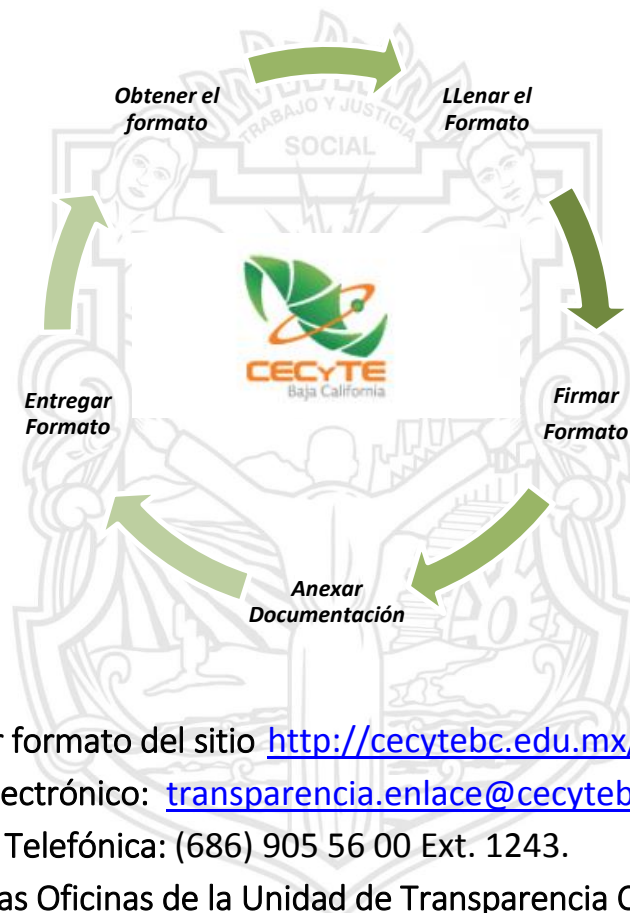 Obtener el
formato
LLenar el
Formato
TRABAJO Y JUSTICIA
SOCIAL
CECyTE
Baja California
Entregar
Formato
Firmar
Formato
Anexar
Documentación
formato del sitio http://cecytebc.edu.mx/
ectrónico: transparencia.enlace@cecyteb
Telefónica: (686) 905 56 00 Ext. 1243.
as Oficinas de la Unidad de Transparencia